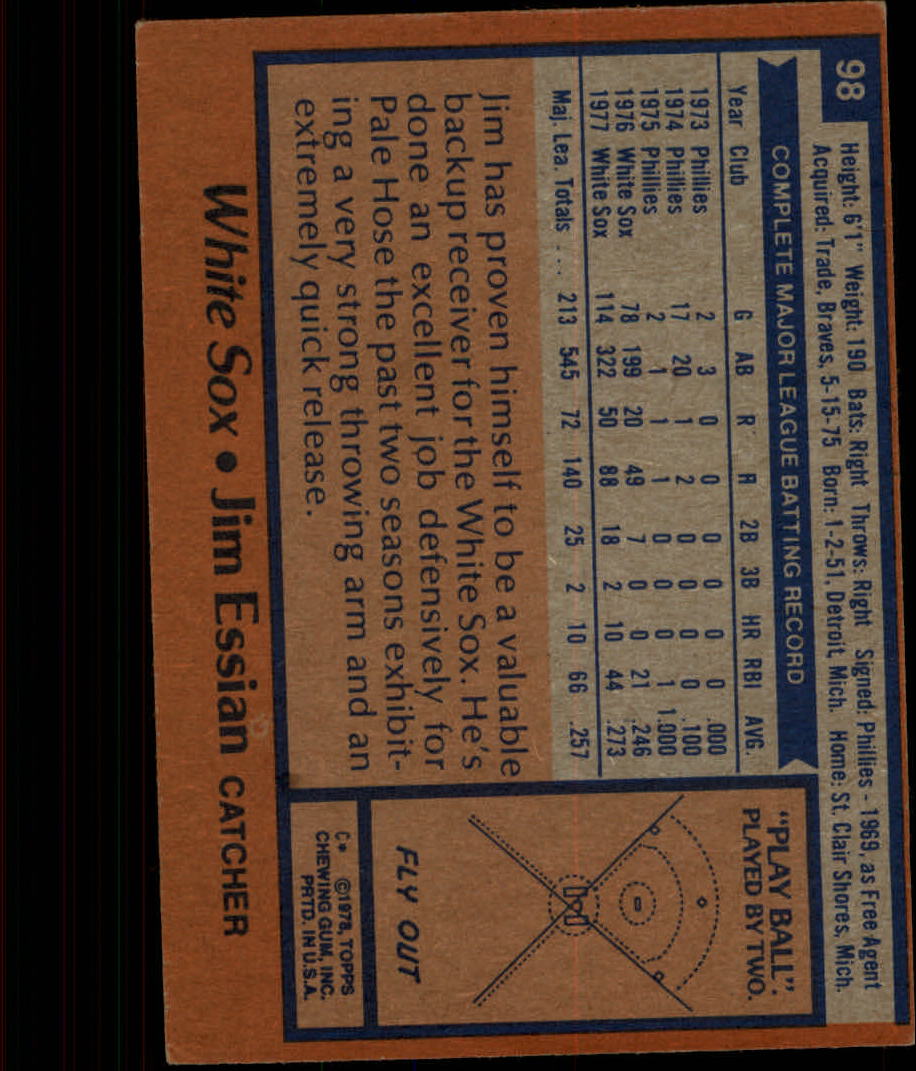 98
Height: 6'1" Weight: 190 Bats: Right Throws: Right Signed: Phillies - 1969, as Free Agent
Acquired: Trade, Braves, 5-15-75 Born: 1-2-51, Detroit, Mich. Home: St. Clair Shores, Mich.
COMPLETE MAJOR LEAGUE BATTING RECORD
Year Club G AB R H 2B 3B HR RBI AVG.
1973 Phillies 2 3 0 0 0 0 0 0 .000
1974 Phillies 17 20 1 2 0 0 0 0 .100
1975 Phillies 2 1 1 1 0 0 0 1 1.000
1976 White Sox 78 199 20 49 7 0 0 21 .246
1977 White Sox 114 322 50 88 18 2 10 44 .273
Maj. Lea. Totals . . . 213 545 72 140 25 2 10 66 .257
Jim has proven himself to be a valuable
backup receiver for the White Sox. He's
done an excellent job defensively for
Pale Hose the past two seasons exhibit-
ing a very strong throwing arm and an
extremely quick release.
"PLAY BALL".
PLAYED BY TWO.
FLY OUT
C* ©1978, TOPPS
CHEWING GUM, INC.
PRTD. IN U.S.A.
White Sox • Jim Essian CATCHER